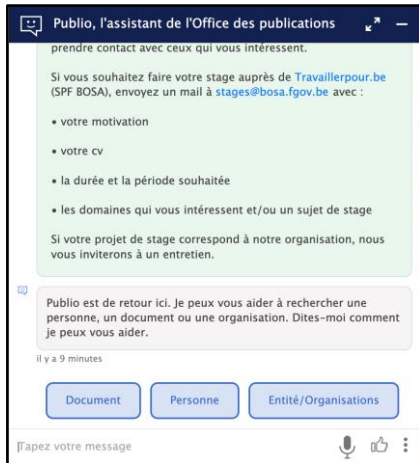 Publio, l'assistant de l'Office des publications
prendre contact avec ceux qui vous intéressent.
Si vous souhaitez faire votre stage auprès de Travaillerpour.be
(SPF BOSA), envoyez un mail à stages@bosa.fgov.be avec :
• votre motivation
• votre cv
• la durée et la période souhaitée
• les domaines qui vous intéressent et/ou un sujet de stage
Si votre projet de stage correspond à notre organisation, nous
vous inviterons à un entretien.
Publio est de retour ici. Je peux vous aider à rechercher une
personne, un document ou une organisation. Dites-moi comment
je peux vous aider.
il y a 9 minutes
Document
Personne
Entité/Organisations
Tapez votre message